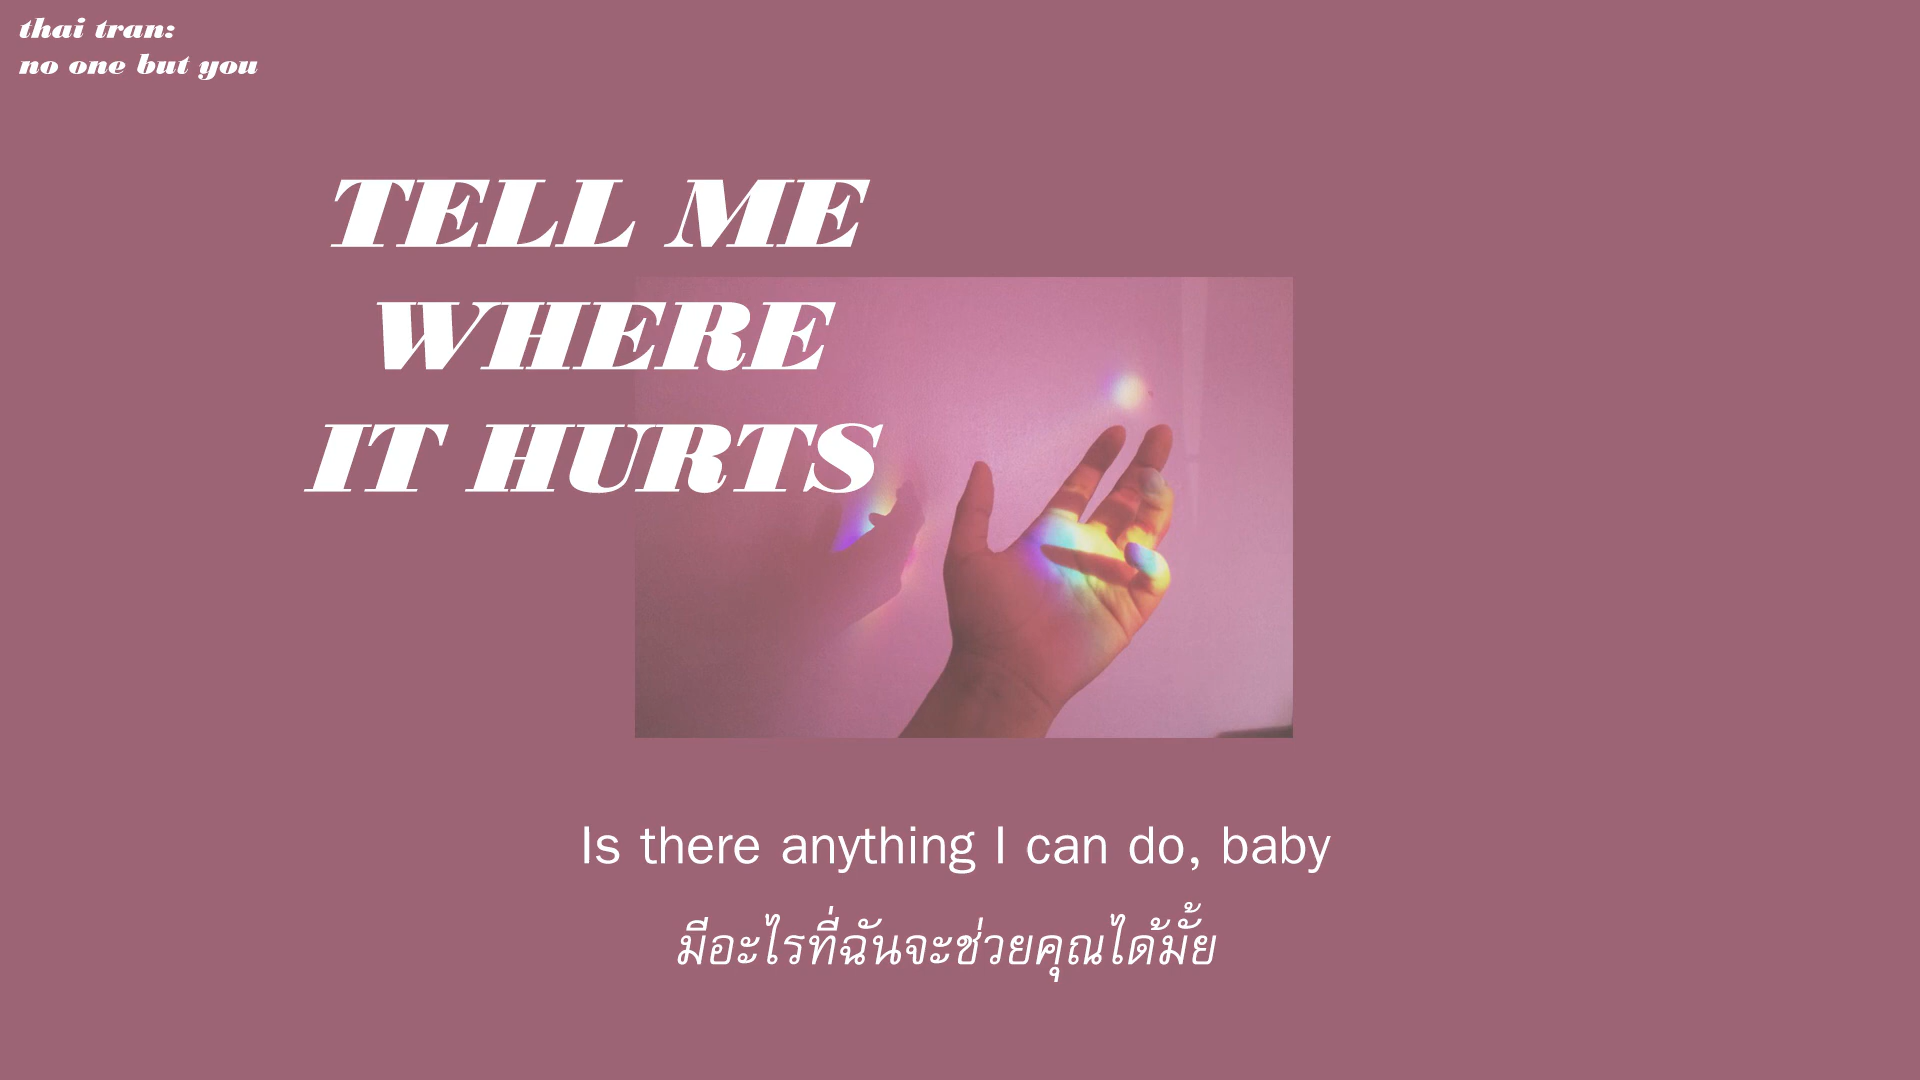 thai tran:
no one but you
TELL ME
WHERE
IT HURTS
Is there anything I can do, baby
มีอะไรที่ฉันจะช่วยคุณได้มั้ย